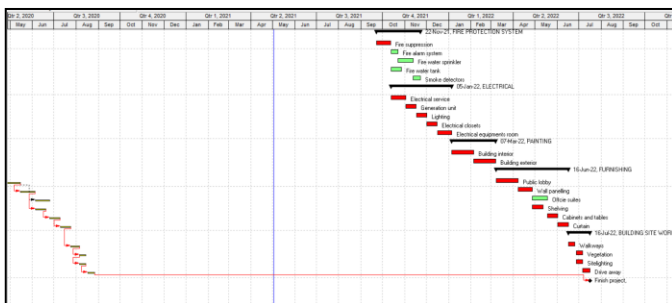 Qtr 2, 2020 Qtr 3, 2020 Qtr 4, 2020 Qtr 1, 2021 Qtr 2, 2021 Qtr 3, 2021 Qtr 4, 2021 Qtr 1, 2022 Qtr 2, 2022 Qtr 3, 2022 Qtr
May Jun Jul Aug Sep Oct Nov Dec Jan Feb Mar Apr May Jun Jul Aug Sep Oct Nov Dec Jan Feb Mar Apr May Jun Jul Aug Sep Oct
22-Nov-21, FIRE PROTECTION SYSTEM
Fire suppression
Fire alarm system
Fire water sprinkler
Fire water tank
Smoke detectors
05-Jan-22, ELECTRICAL
Electrical service
Generation unit
Lighting
Electrical closets
Electrical equipments room
07-Mar-22, PAINTING
Building interior
Building exterior
16-Jun-22, FURNISHING
Public lobby
Wall panelling
Shelving
Cabinets and tables
Curtain
16-Jul-22, BUILDING SITE WOR
Walkways
Vegetation
Sitelighting
Drive away
Finish project,